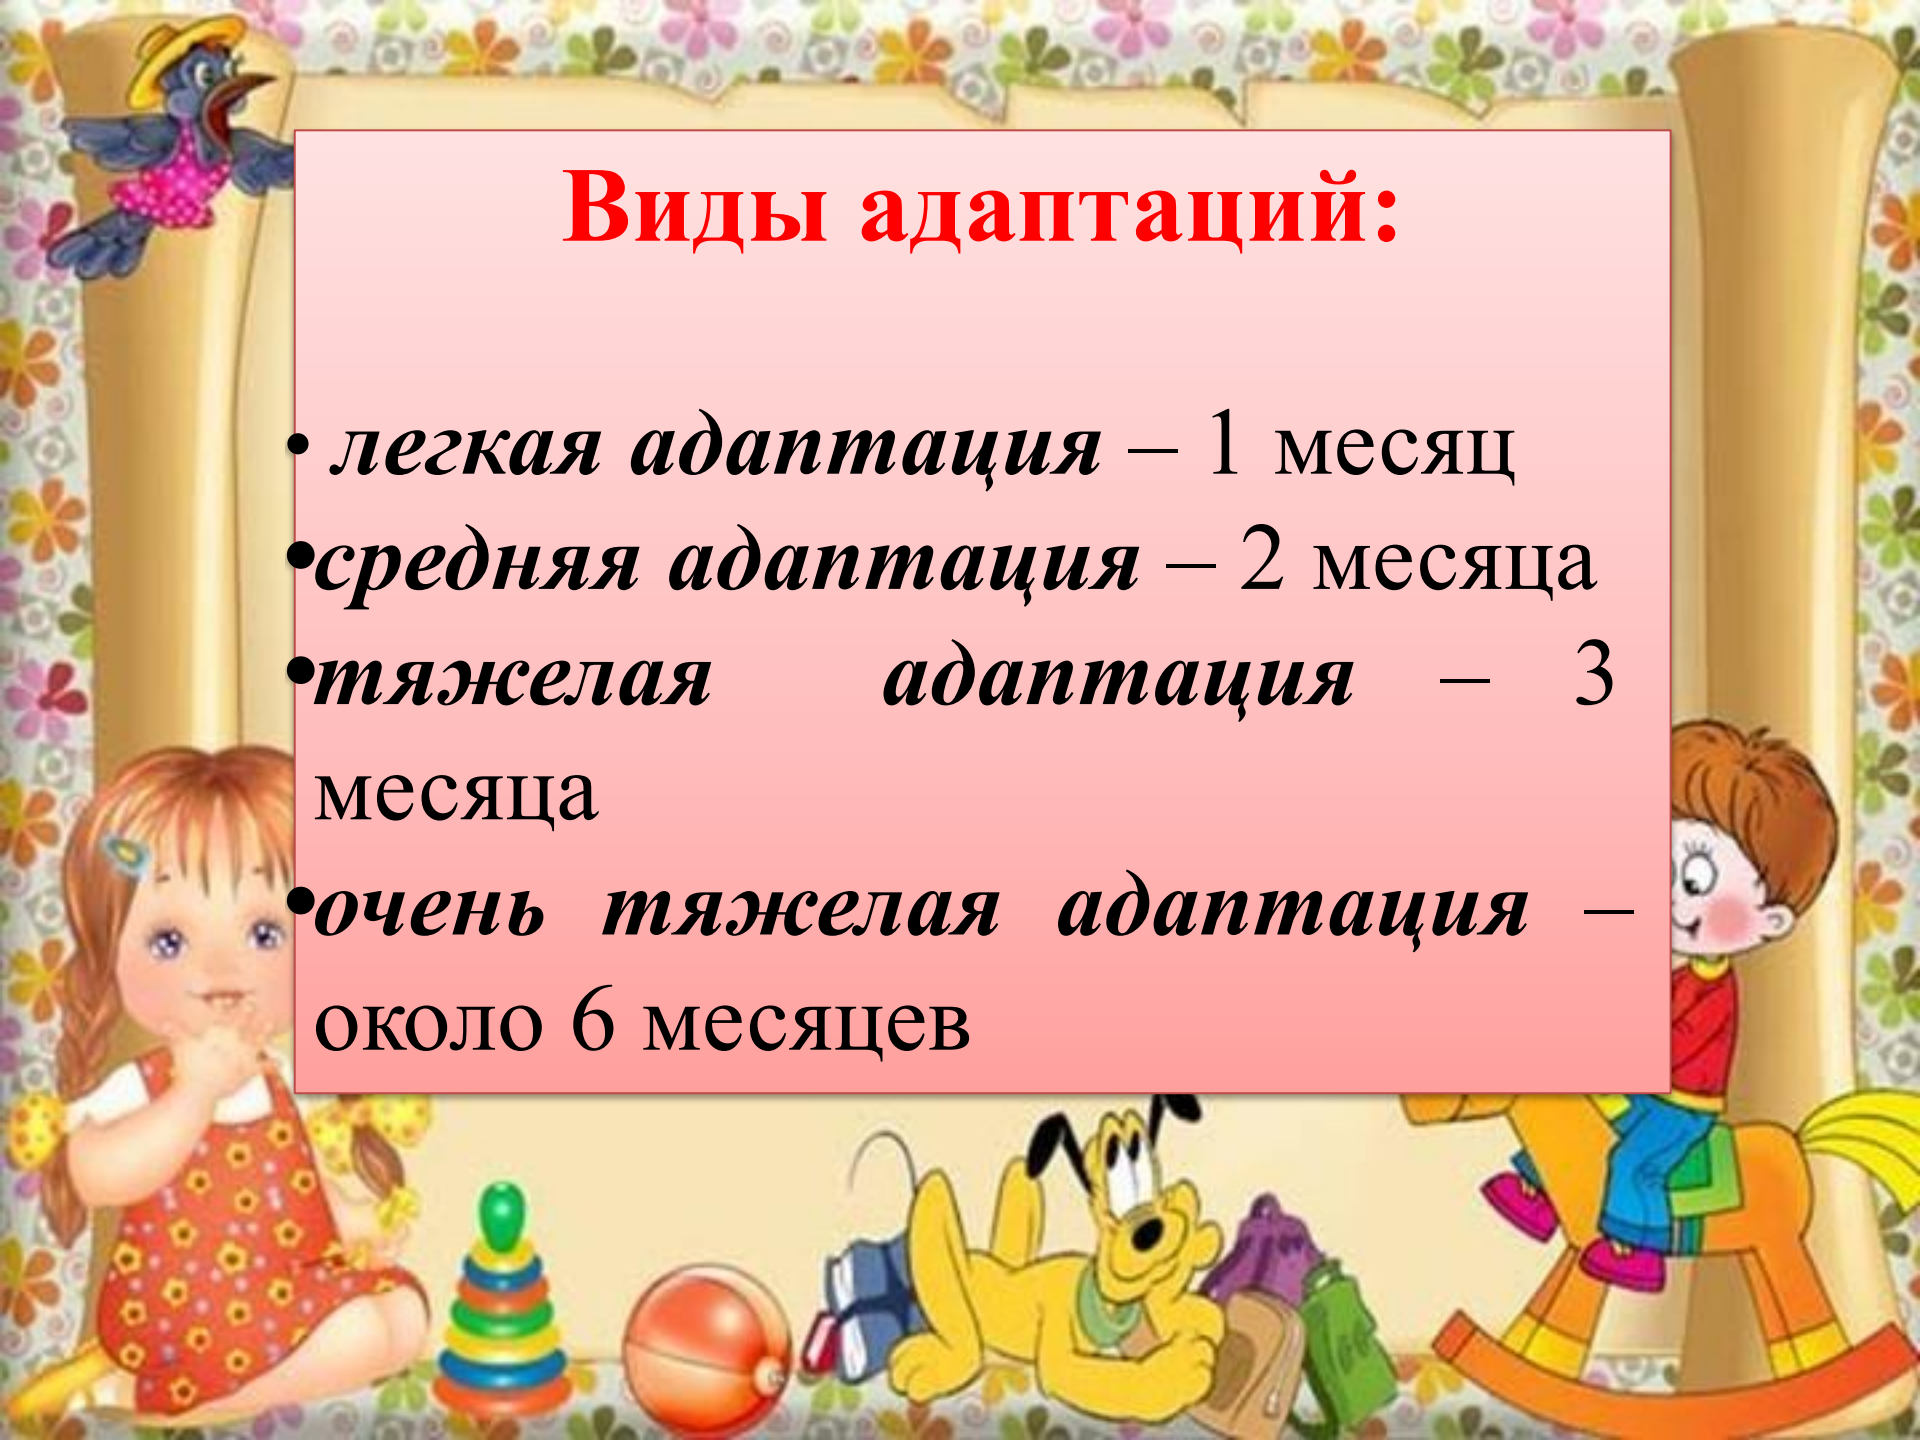 Виды адаптаций:
• легкая адаптация – 1 месяц
•средняя адаптация – 2 месяца
•тяжелая адаптация – 3
месяца
•очень тяжелая адаптация –
около 6 месяцев